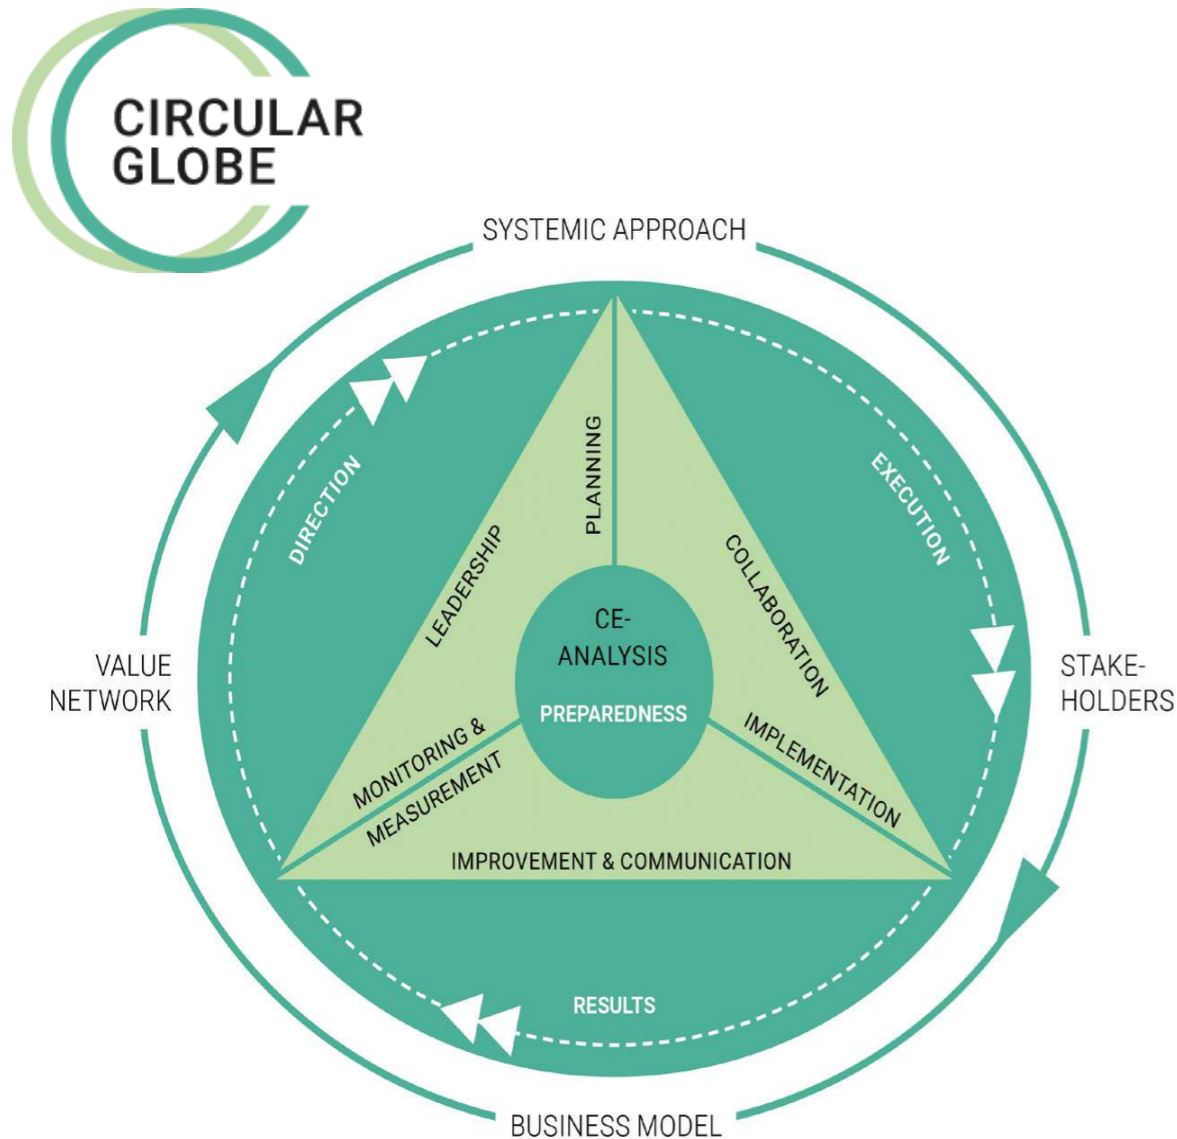 CIRCULAR
GLOBE
SYSTEMIC APPROACH
DIRECTION
EXECUTION
PLANNING
LEADERSHIP
COLLABORATION
CE-
ANALYSIS
PREPAREDNESS
VALUE
NETWORK
STAKE-
HOLDERS
MONITORING &
MEASUREMENT
IMPLEMENTATION
IMPROVEMENT & COMMUNICATION
RESULTS
BUSINESS MODEL